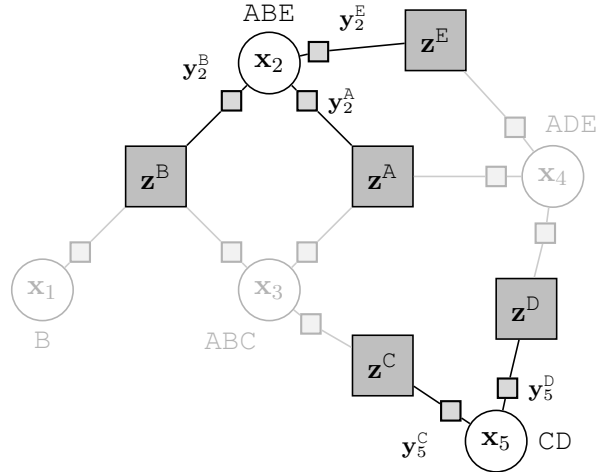 ABE
y₂ᴱ
x₂
zᴱ
y₂ᴮ
y₂ᴬ
ADE
zᴮ
zᴬ
x₄
x₁
x₃
zᴰ
B
ABC
zᶜ
y₅ᴰ
y₅ᶜ
x₅
CD